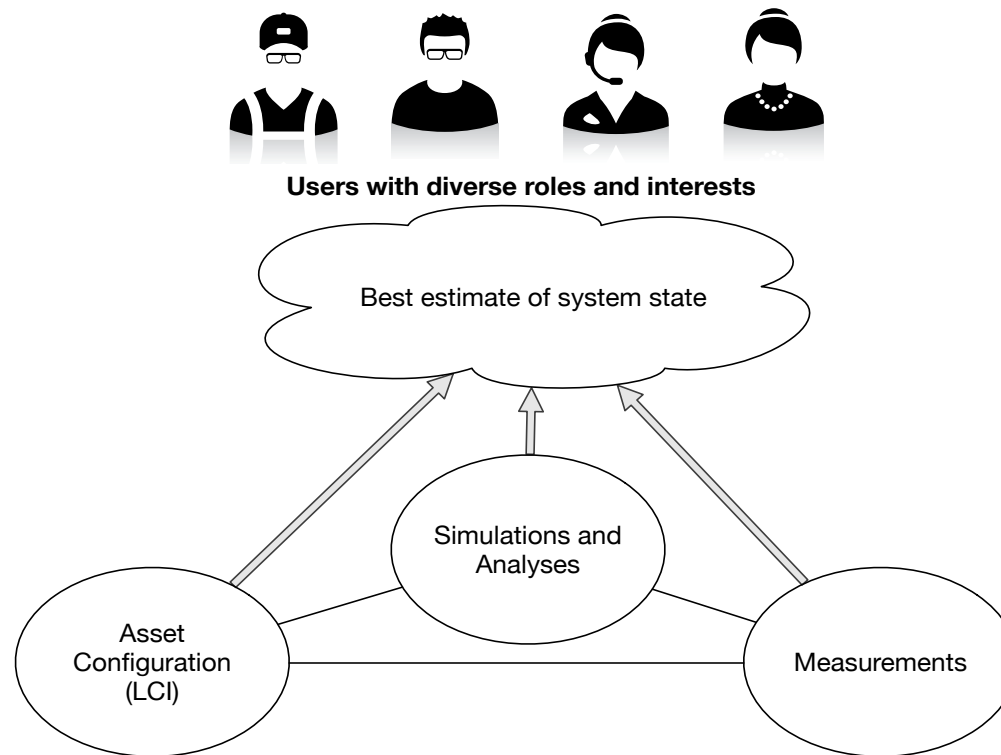 Users with diverse roles and interests
Best estimate of system state
Simulations and
Analyses
Asset
Configuration
(LCI)
Measurements